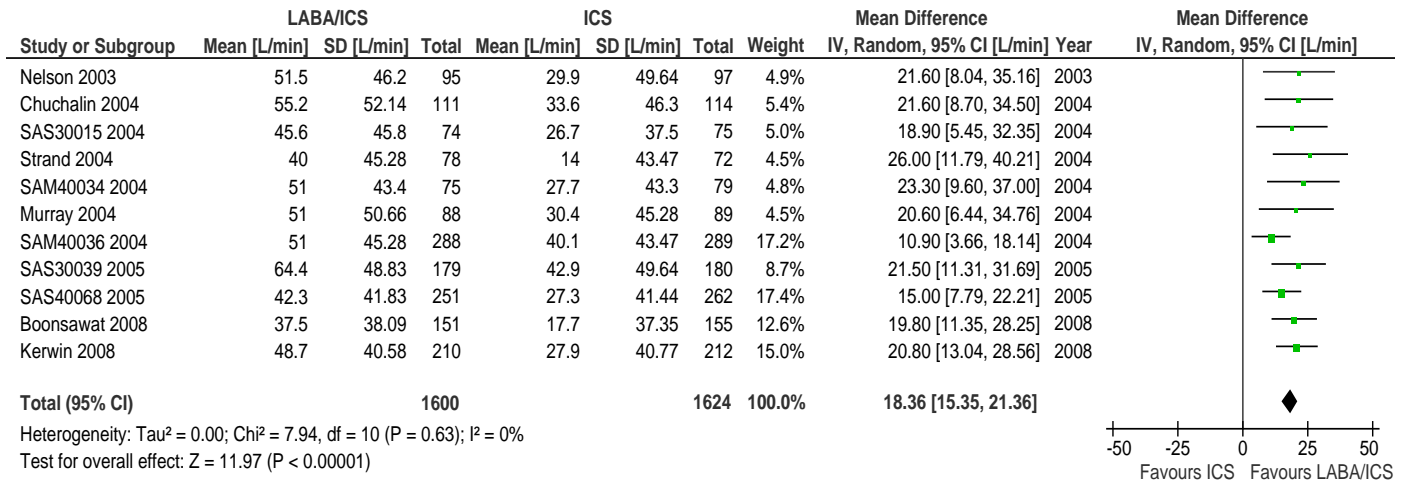 LABA/ICS ICS Mean Difference Mean Difference
Study or Subgroup Mean [L/min] SD [L/min] Total Mean [L/min] SD [L/min] Total Weight IV, Random, 95% CI [L/min] Year IV, Random, 95% CI [L/min]
Nelson 2003 51.5 46.2 95 29.9 49.64 97 4.9% 21.60 [8.04, 35.16] 2003
Chuchalin 2004 55.2 52.14 111 33.6 46.3 114 5.4% 21.60 [8.70, 34.50] 2004
SAS30015 2004 45.6 45.8 74 26.7 37.5 75 5.0% 18.90 [5.45, 32.35] 2004
Strand 2004 40 45.28 78 14 43.47 72 4.5% 26.00 [11.79, 40.21] 2004
SAM40034 2004 51 43.4 75 27.7 43.3 79 4.8% 23.30 [9.60, 37.00] 2004
Murray 2004 51 50.66 88 30.4 45.28 89 4.5% 20.60 [6.44, 34.76] 2004
SAM40036 2004 51 45.28 288 40.1 43.47 289 17.2% 10.90 [3.66, 18.14] 2004
SAS30039 2005 64.4 48.83 179 42.9 49.64 180 8.7% 21.50 [11.31, 31.69] 2005
SAS40068 2005 42.3 41.83 251 27.3 41.44 262 17.4% 15.00 [7.79, 22.21] 2005
Boonsawat 2008 37.5 38.09 151 17.7 37.35 155 12.6% 19.80 [11.35, 28.25] 2008
Kerwin 2008 48.7 40.58 210 27.9 40.77 212 15.0% 20.80 [13.04, 28.56] 2008
Total (95% CI) 1600 1624 100.0% 18.36 [15.35, 21.36]
Heterogeneity: Tau² = 0.00; Chi² = 7.94, df = 10 (P = 0.63); I² = 0%
Test for overall effect: Z = 11.97 (P < 0.00001)
-50 -25 0 25 50
Favours ICS Favours LABA/ICS